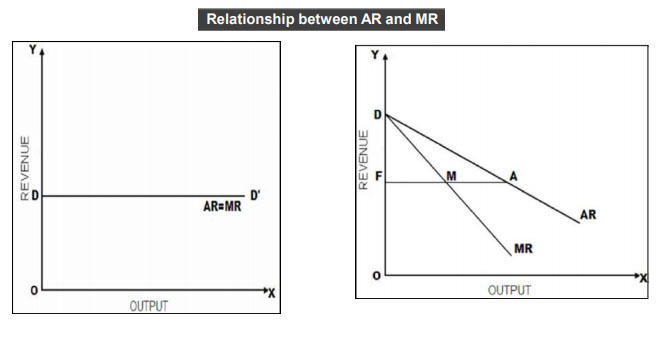 Relationship between AR and MR
Y
REVENUE
D
D'
AR=MR
O
X
OUTPUT
Y
D
REVENUE
F
M
A
AR
MR
O
X
OUTPUT